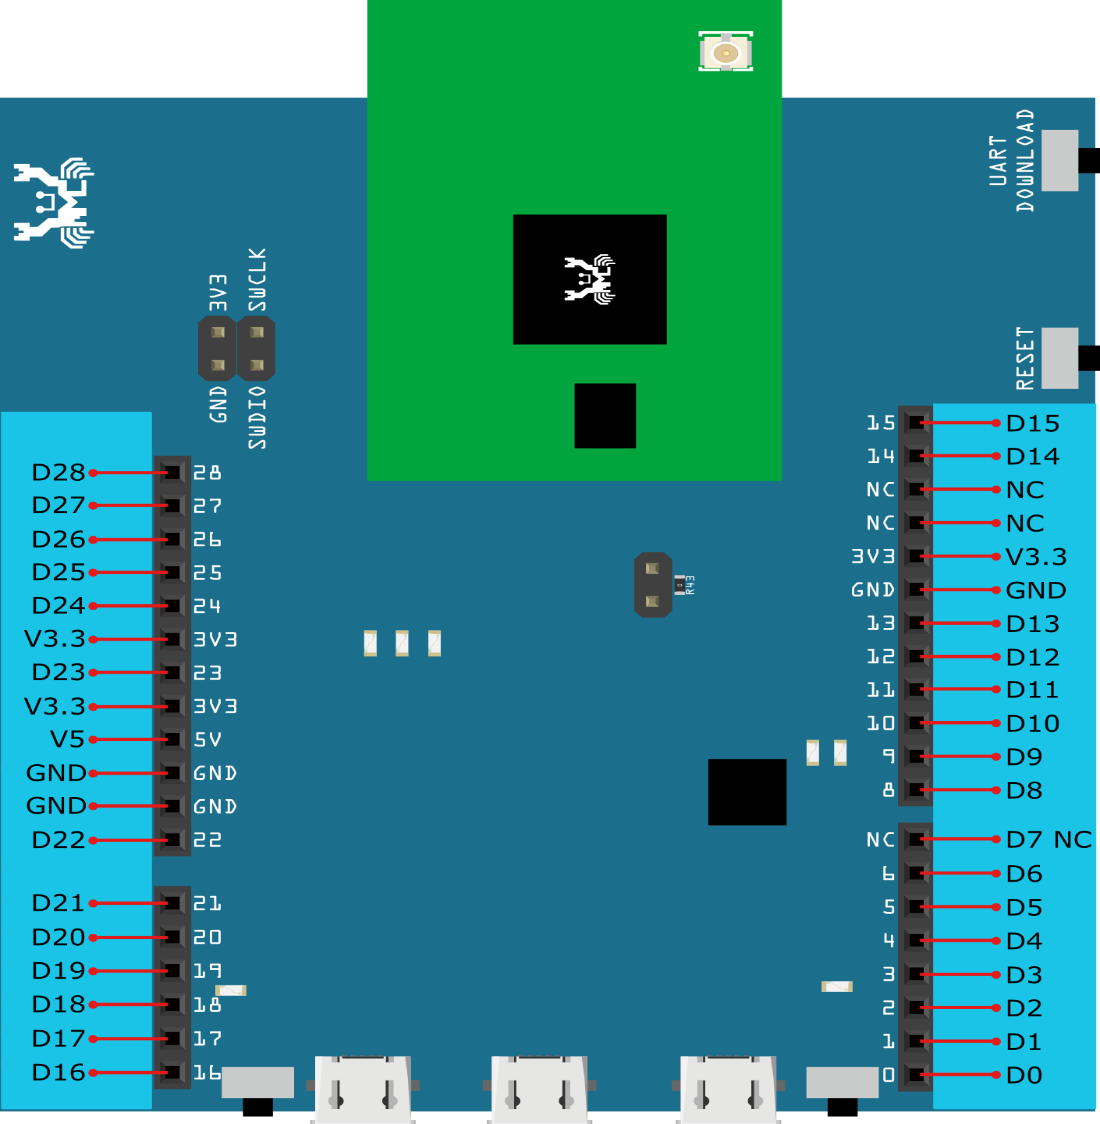 UART
DOWNLOAD
3V3
SWCLK
GND
SWDIO
RESET
15 D15
14 D14
NC NC
NC NC
3V3 V3.3
GND GND
13 D13
12 D12
11 D11
10 D10
9 D9
8 D8
NC D7 NC
6 D6
5 D5
4 D4
3 D3
2 D2
1 D1
0 D0
R43
D28 28
D27 27
D26 26
D25 25
D24 24
V3.3 3V3
D23 23
V3.3 3V3
V5 5V
GND GND
GND GND
D22 22
D21 21
D20 20
D19 19
D18 18
D17 17
D16 16